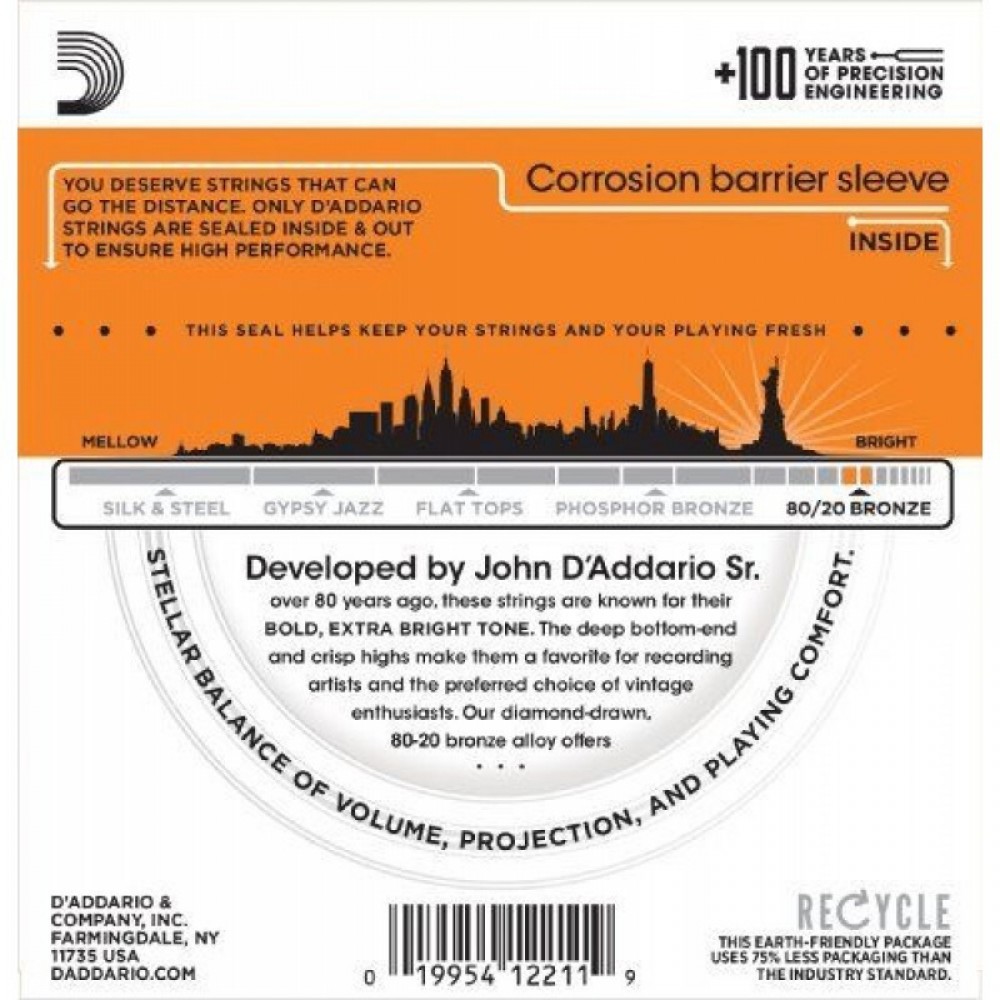 +100 YEARS
OF PRECISION
ENGINEERING
YOU DESERVE STRINGS THAT CAN
GO THE DISTANCE. ONLY D'ADDARIO
STRINGS ARE SEALED INSIDE & OUT
TO ENSURE HIGH PERFORMANCE.
Corrosion barrier sleeve
INSIDE
THIS SEAL HELPS KEEP YOUR STRINGS AND YOUR PLAYING FRESH
MELLOW
BRIGHT
SILK & STEEL GYPSY JAZZ FLAT TOPS PHOSPHOR BRONZE 80/20 BRONZE
Developed by John D'Addario Sr.
over 80 years ago, these strings are known for their
BOLD, EXTRA BRIGHT TONE. The deep bottom-end
and crisp highs make them a favorite for recording
artists and the preferred choice of vintage
enthusiasts. Our diamond-drawn,
80-20 bronze alloy offers
...
STELLAR BALANCE OF VOLUME, PROJECTION, AND PLAYING COMFORT.
D'ADDARIO &
COMPANY, INC.
FARMINGDALE, NY
11735 USA
DADDARIO.COM
0 19954 12211 9
RECYCLE
THIS EARTH-FRIENDLY PACKAGE
USES 75% LESS PACKAGING THAN
THE INDUSTRY STANDARD.